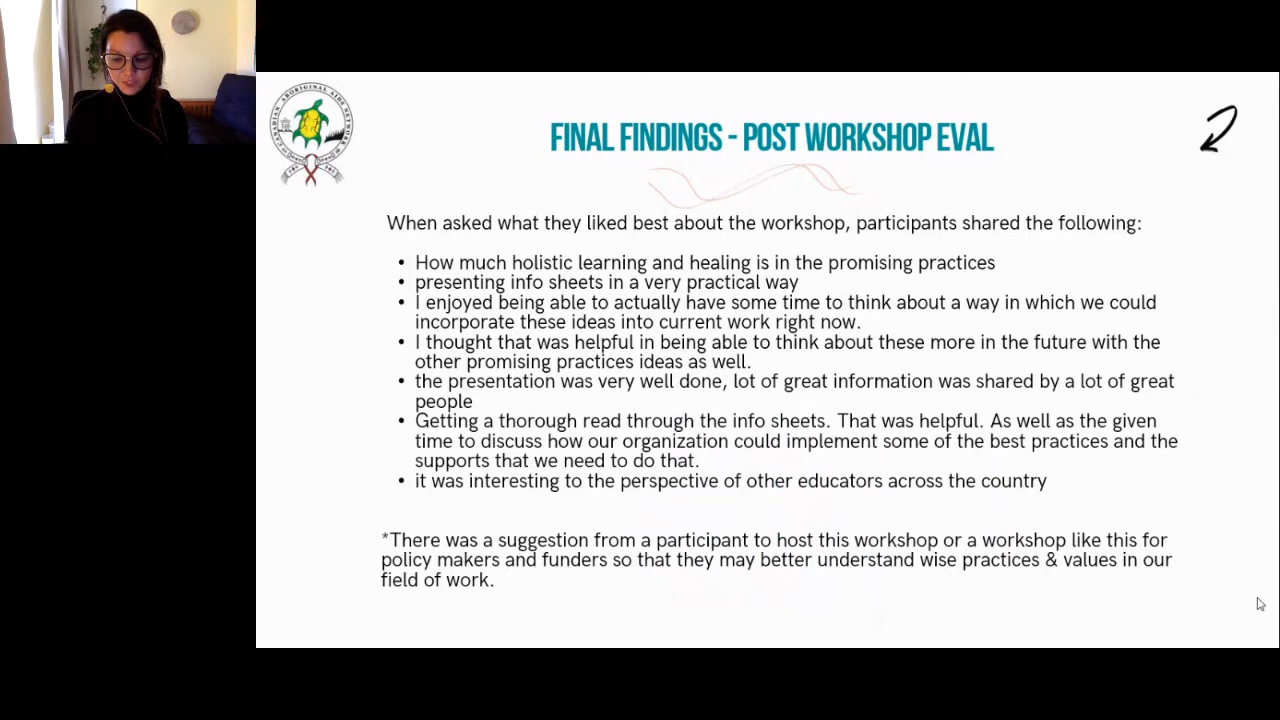 CANADIAN ABORIGINAL AIDS NETWORK
FINAL FINDINGS - POST WORKSHOP EVAL
When asked what they liked best about the workshop, participants shared the following:
• How much holistic learning and healing is in the promising practices
• presenting info sheets in a very practical way
• I enjoyed being able to actually have some time to think about a way in which we could
incorporate these ideas into current work right now.
• I thought that was helpful in being able to think about these more in the future with the
other promising practices ideas as well.
• the presentation was very well done, lot of great information was shared by a lot of great
people
• Getting a thorough read through the info sheets. That was helpful. As well as the given
time to discuss how our organization could implement some of the best practices and the
supports that we need to do that.
• it was interesting to the perspective of other educators across the country
*There was a suggestion from a participant to host this workshop or a workshop like this for
policy makers and funders so that they may better understand wise practices & values in our
field of work.